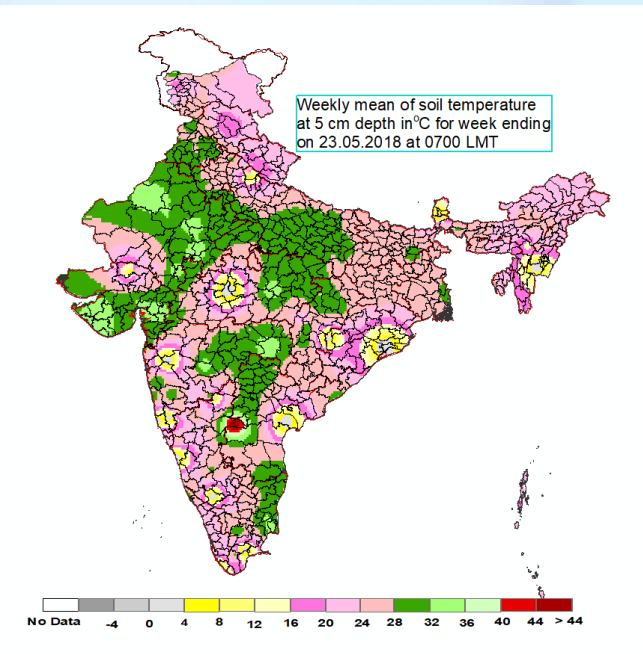 Weekly mean of soil temperature
at 5 cm depth in°C for week ending
on 23.05.2018 at 0700 LMT
No Data -4 0 4 8 12 16 20 24 28 32 36 40 44 > 44